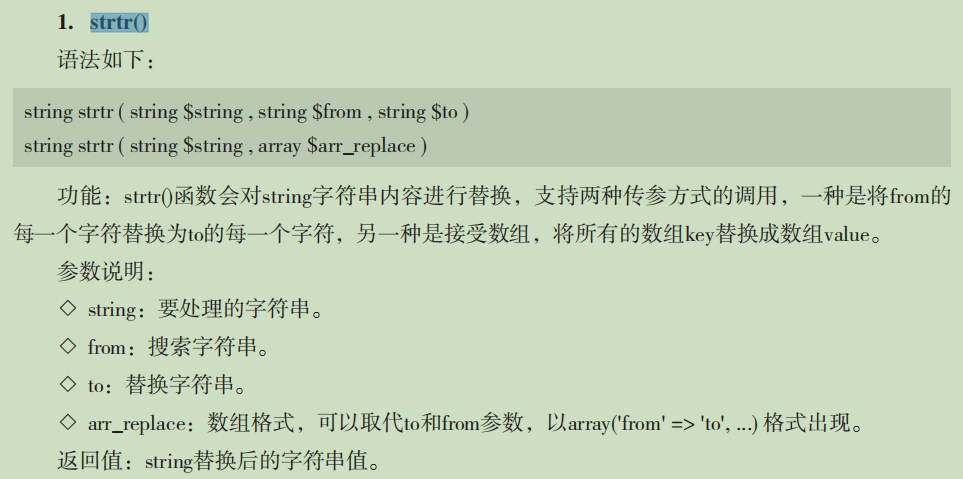 1. strtr()
语法如下：
string strtr ( string $string , string $from , string $to )
string strtr ( string $string , array $arr_replace )
功能：strtr()函数会对string字符串内容进行替换，支持两种传参方式的调用，一种是将from的
每一个字符替换为to的每一个字符，另一种是接受数组，将所有的数组key替换成数组value。
参数说明：
◇ string：要处理的字符串。
◇ from：搜索字符串。
◇ to：替换字符串。
◇ arr_replace：数组格式，可以取代to和from参数，以array('from' => 'to', ...) 格式出现。
返回值：string替换后的字符串值。